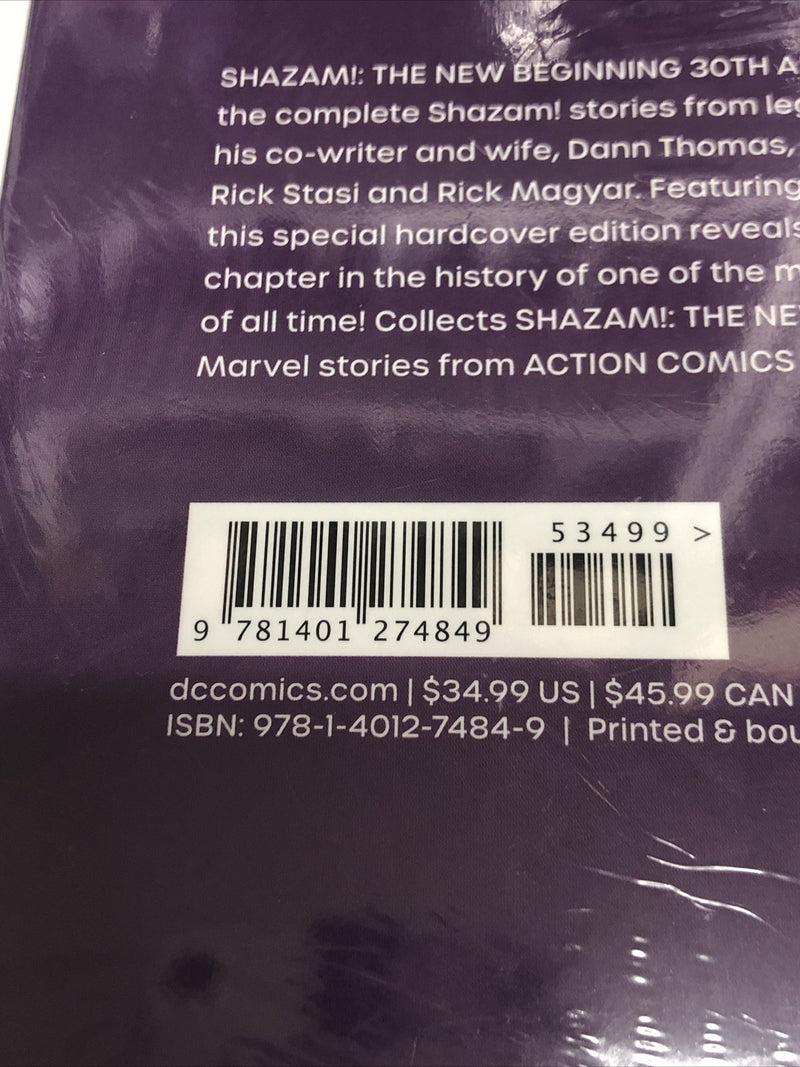 SHAZAM!: THE NEW BEGINNING 30TH A
the complete Shazam! stories from leg
his co-writer and wife, Dann Thomas,
Rick Stasi and Rick Magyar. Featuring
this special hardcover edition reveals
chapter in the history of one of the m
of all time! Collects SHAZAM!: THE NE
Marvel stories from ACTION COMICS
53499 >
9 781401 274849
dccomics.com | $34.99 US | $45.99 CAN
ISBN: 978-1-4012-7484-9 | Printed & bou